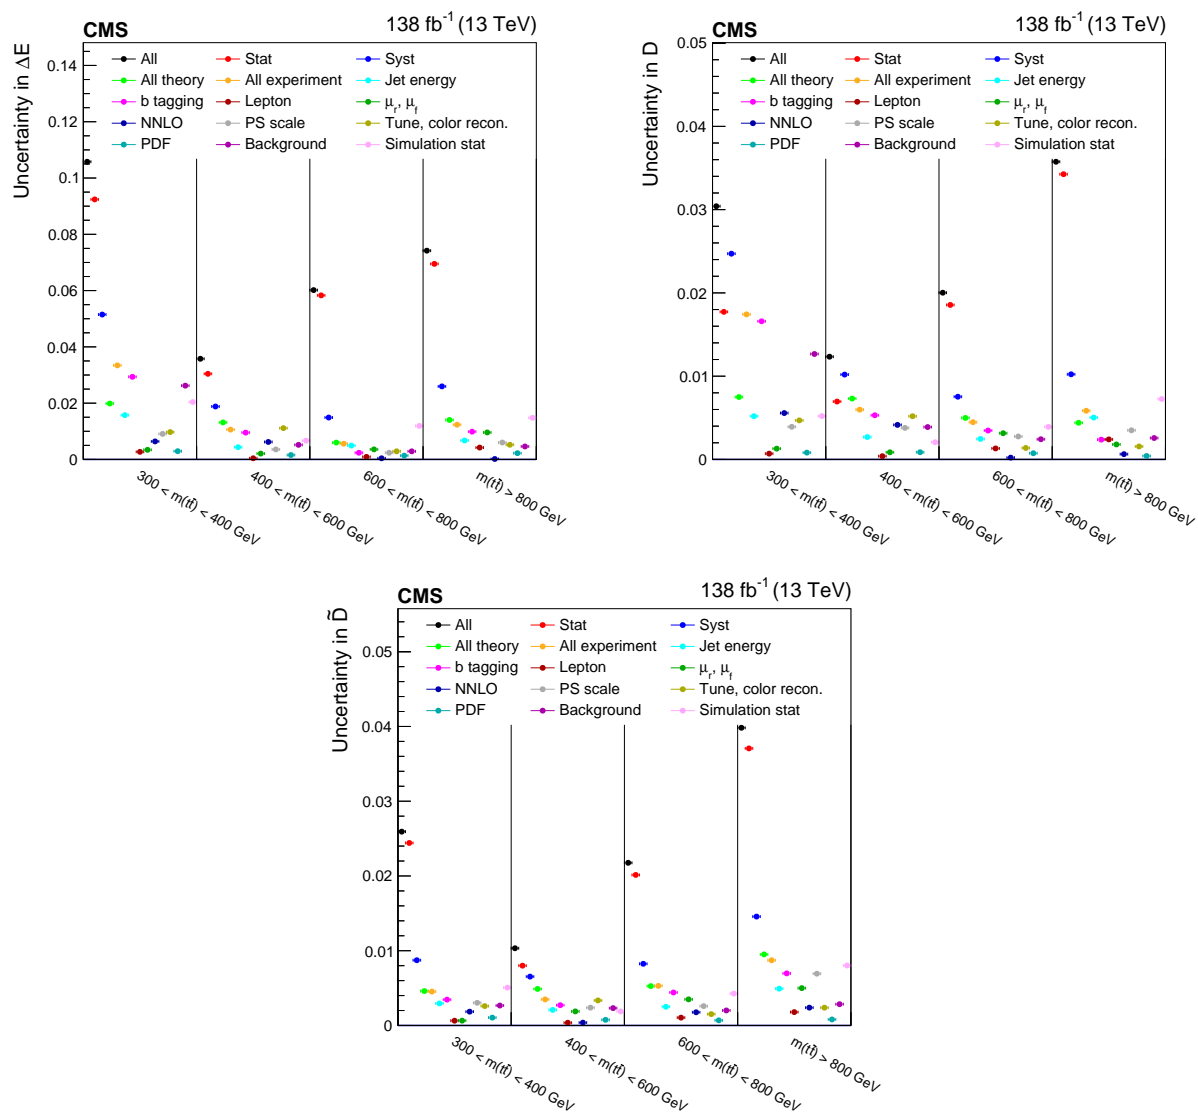 CMS 138 fb⁻¹ (13 TeV)
Uncertainty in ΔE
0.14
0.12
0.1
0.08
0.06
0.04
0.02
0
All Stat Syst
All theory All experiment Jet energy
b tagging Lepton μr, μf
NNLO PS scale Tune, color recon.
PDF Background Simulation stat
300 < m(tt̄) < 400 GeV
400 < m(tt̄) < 600 GeV
600 < m(tt̄) < 800 GeV
m(tt̄) > 800 GeV
CMS 138 fb⁻¹ (13 TeV)
Uncertainty in D
0.05
0.04
0.03
0.02
0.01
0
All Stat Syst
All theory All experiment Jet energy
b tagging Lepton μr, μf
NNLO PS scale Tune, color recon.
PDF Background Simulation stat
300 < m(tt̄) < 400 GeV
400 < m(tt̄) < 600 GeV
600 < m(tt̄) < 800 GeV
m(tt̄) > 800 GeV
CMS 138 fb⁻¹ (13 TeV)
Uncertainty in D̃
0.05
0.04
0.03
0.02
0.01
0
All Stat Syst
All theory All experiment Jet energy
b tagging Lepton μr, μf
NNLO PS scale Tune, color recon.
PDF Background Simulation stat
300 < m(tt̄) < 400 GeV
400 < m(tt̄) < 600 GeV
600 < m(tt̄) < 800 GeV
m(tt̄) > 800 GeV